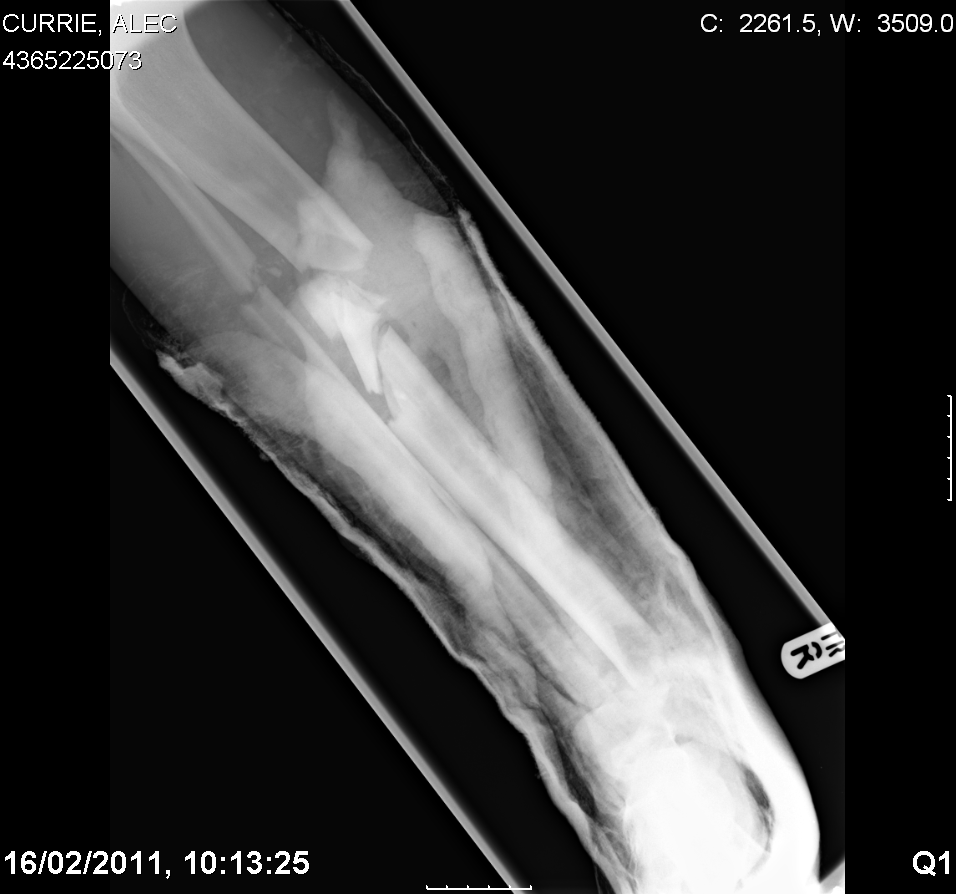 CURRIE, ALEC
4365225073
C: 2261.5, W: 3509.0
16/02/2011, 10:13:25
Q1